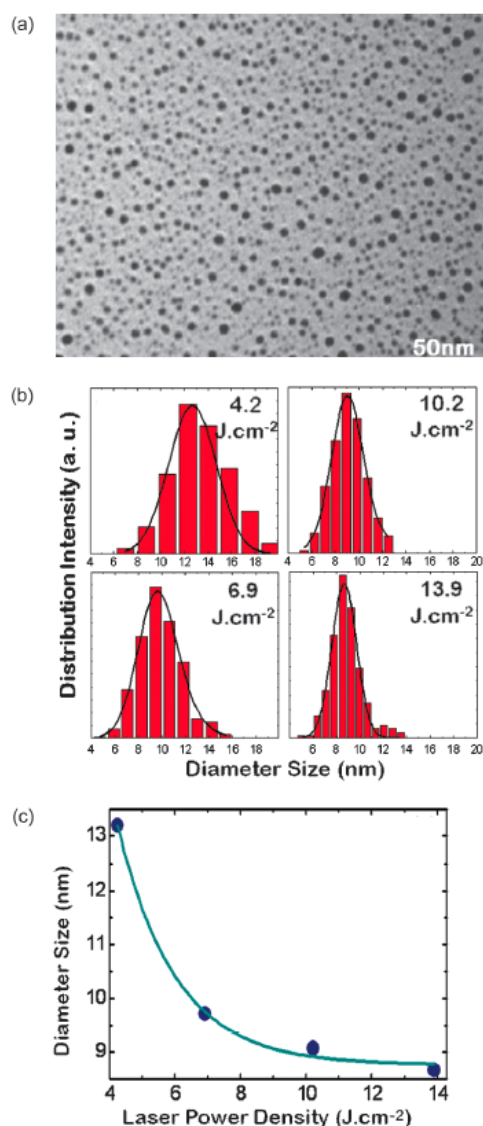 (a)
50nm
(b)
4.2
J.cm-2
10.2
J.cm-2
4 6 8 10 12 14 16 18
4 6 8 10 12 14 16 18 20
6.9
J.cm-2
13.9
J.cm-2
4 6 8 10 12 14 16 18
4 6 8 10 12 14 16 18 20
Distribution Intensity (a. u.)
Diameter Size (nm)
(c)
13
12
11
10
9
4 6 8 10 12 14
Diameter Size (nm)
Laser Power Density (J.cm-2)